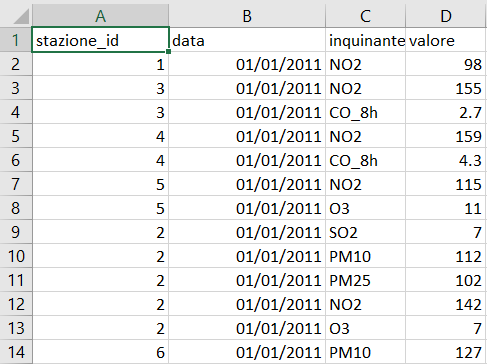 A B C D
1 stazione_id data inquinante valore
2 1 01/01/2011 NO2 98
3 3 01/01/2011 NO2 155
4 3 01/01/2011 CO_8h 2.7
5 4 01/01/2011 NO2 159
6 4 01/01/2011 CO_8h 4.3
7 5 01/01/2011 NO2 115
8 5 01/01/2011 O3 11
9 2 01/01/2011 SO2 7
10 2 01/01/2011 PM10 112
11 2 01/01/2011 PM25 102
12 2 01/01/2011 NO2 142
13 2 01/01/2011 O3 7
14 6 01/01/2011 PM10 127